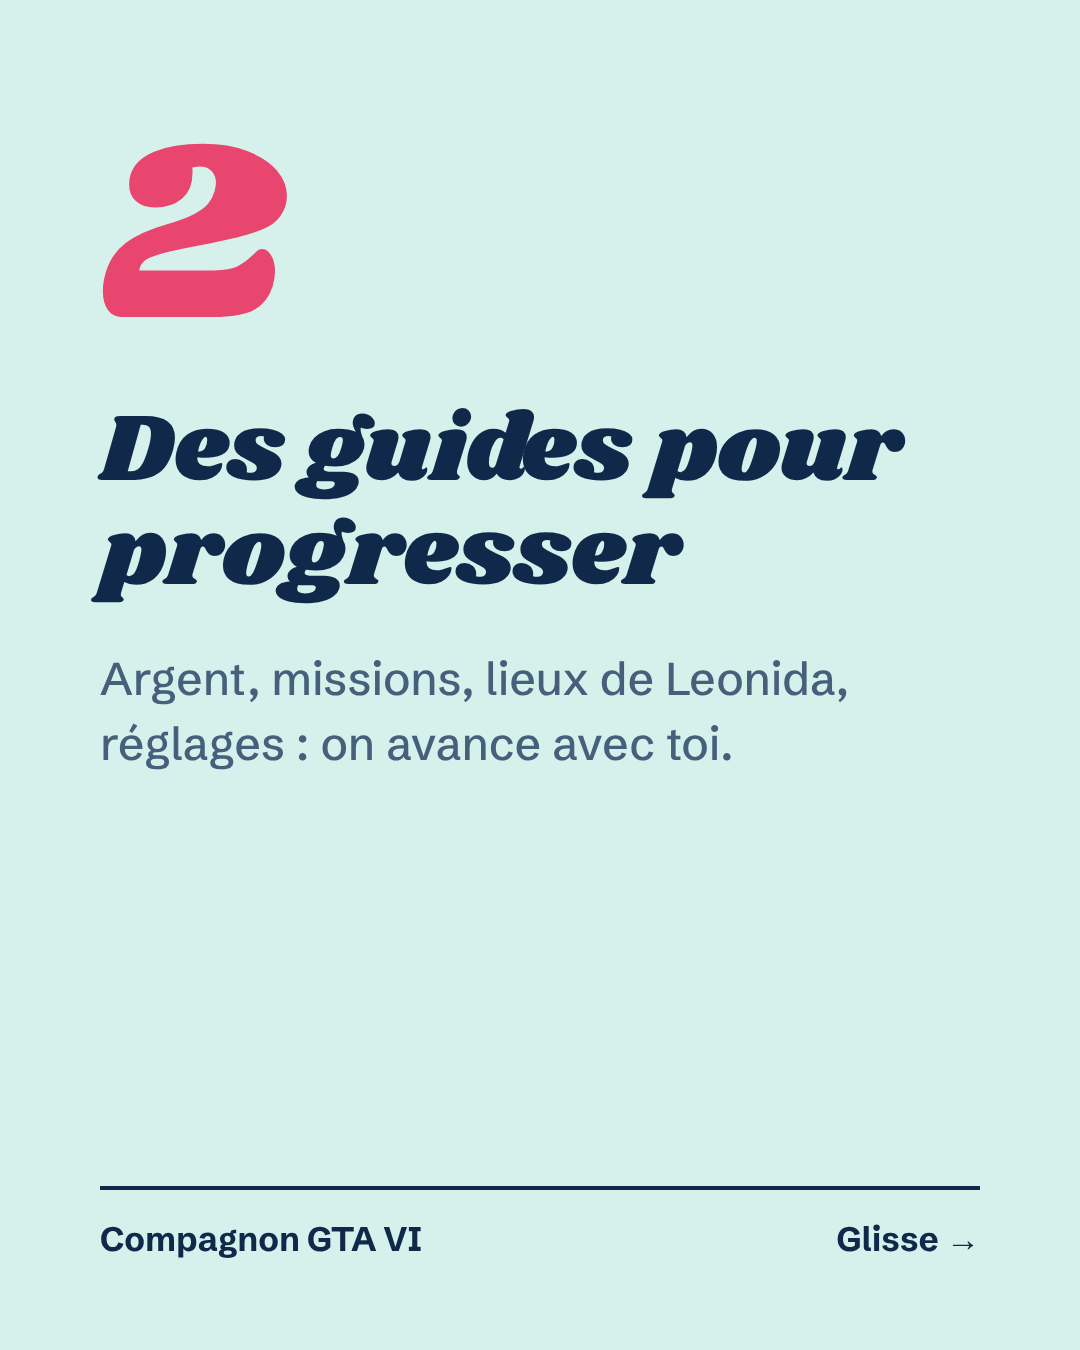 2
Des guides pour
progresser
Argent, missions, lieux de Leonida,
réglages : on avance avec toi.
Compagnon GTA VI
Glisse →